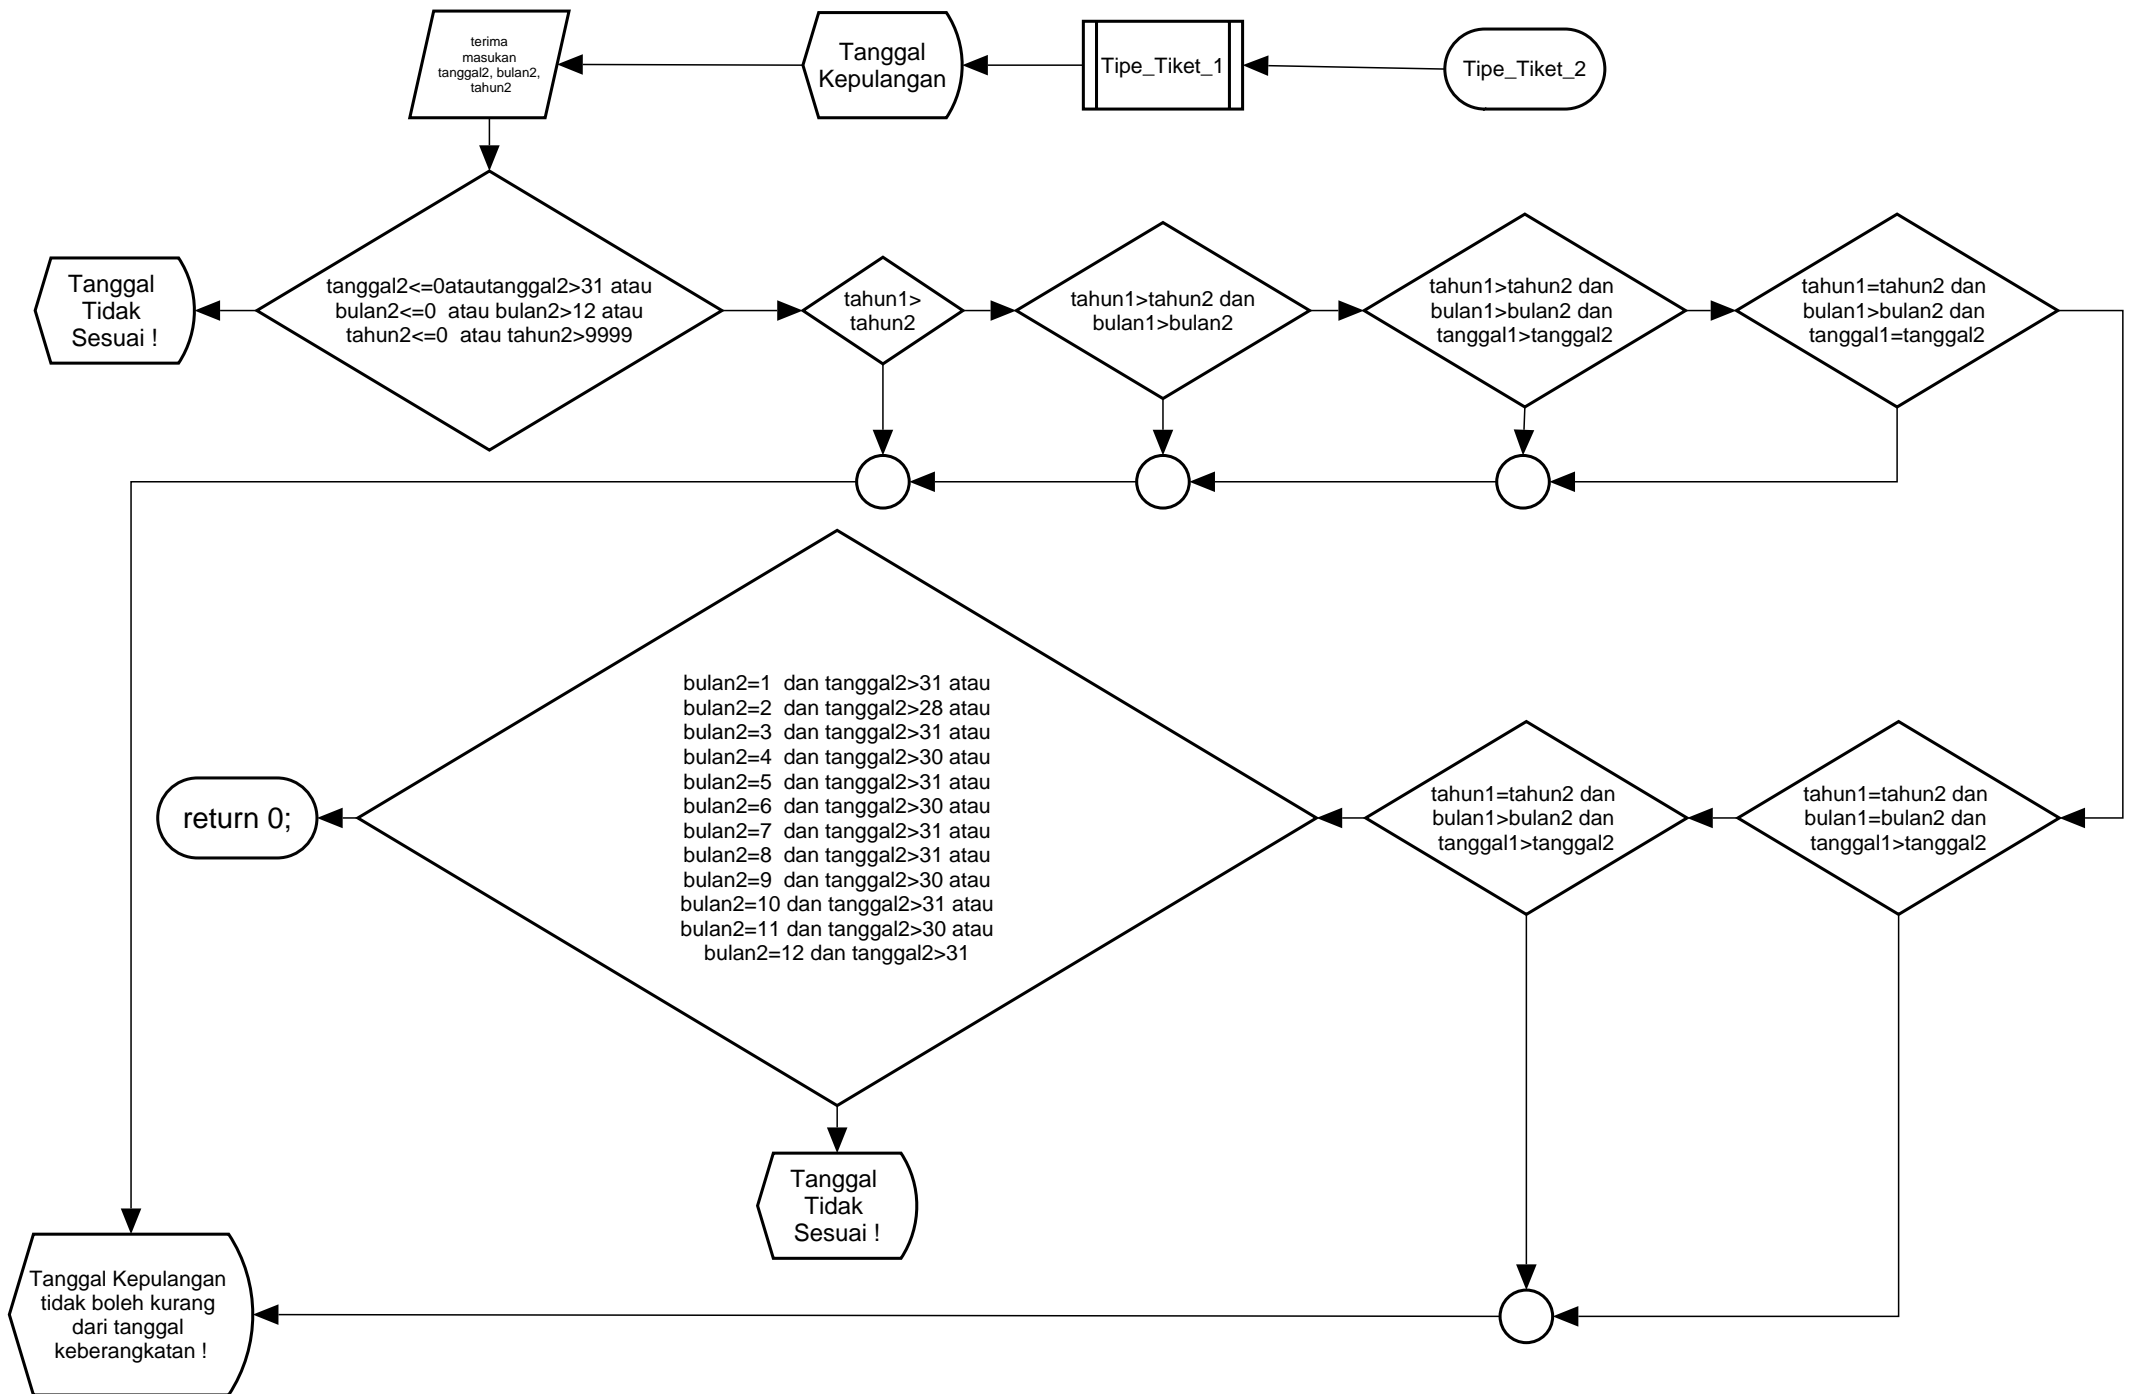 terima
masukan
tanggal2, bulan2,
tahun2
Tanggal
Kepulangan
Tipe_Tiket_1
Tipe_Tiket_2
Tanggal
Tidak
Sesuai !
tanggal2<=0atautanggal2>31 atau
bulan2<=0  atau bulan2>12 atau
tahun2<=0  atau tahun2>9999
tahun1>
tahun2
tahun1>tahun2 dan
bulan1>bulan2
tahun1>tahun2 dan
bulan1>bulan2 dan
tanggal1>tanggal2
tahun1=tahun2 dan
bulan1>bulan2 dan
tanggal1=tanggal2
return 0;
bulan2=1  dan tanggal2>31 atau
bulan2=2  dan tanggal2>28 atau
bulan2=3  dan tanggal2>31 atau
bulan2=4  dan tanggal2>30 atau
bulan2=5  dan tanggal2>31 atau
bulan2=6  dan tanggal2>30 atau
bulan2=7  dan tanggal2>31 atau
bulan2=8  dan tanggal2>31 atau
bulan2=9  dan tanggal2>30 atau
bulan2=10 dan tanggal2>31 atau
bulan2=11 dan tanggal2>30 atau
bulan2=12 dan tanggal2>31
tahun1=tahun2 dan
bulan1>bulan2 dan
tanggal1>tanggal2
tahun1=tahun2 dan
bulan1=bulan2 dan
tanggal1>tanggal2
Tanggal
Tidak
Sesuai !
Tanggal Kepulangan
tidak boleh kurang
dari tanggal
keberangkatan !